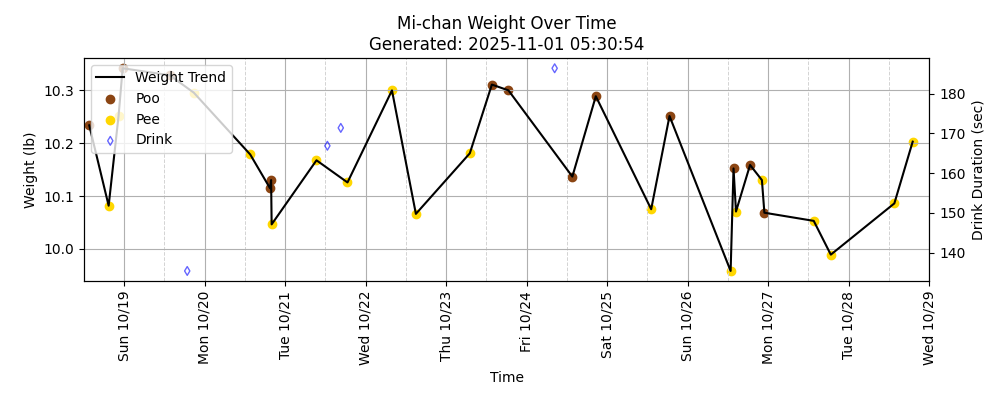 Mi-chan Weight Over Time
Generated: 2025-11-01 05:30:54
Weight Trend
Poo
Pee
Drink
Weight (lb)
10.3
10.2
10.1
10.0
180
170
160
150
140
Drink Duration (sec)
Sun 10/19
Mon 10/20
Tue 10/21
Wed 10/22
Thu 10/23
Fri 10/24
Sat 10/25
Sun 10/26
Mon 10/27
Tue 10/28
Wed 10/29
Time